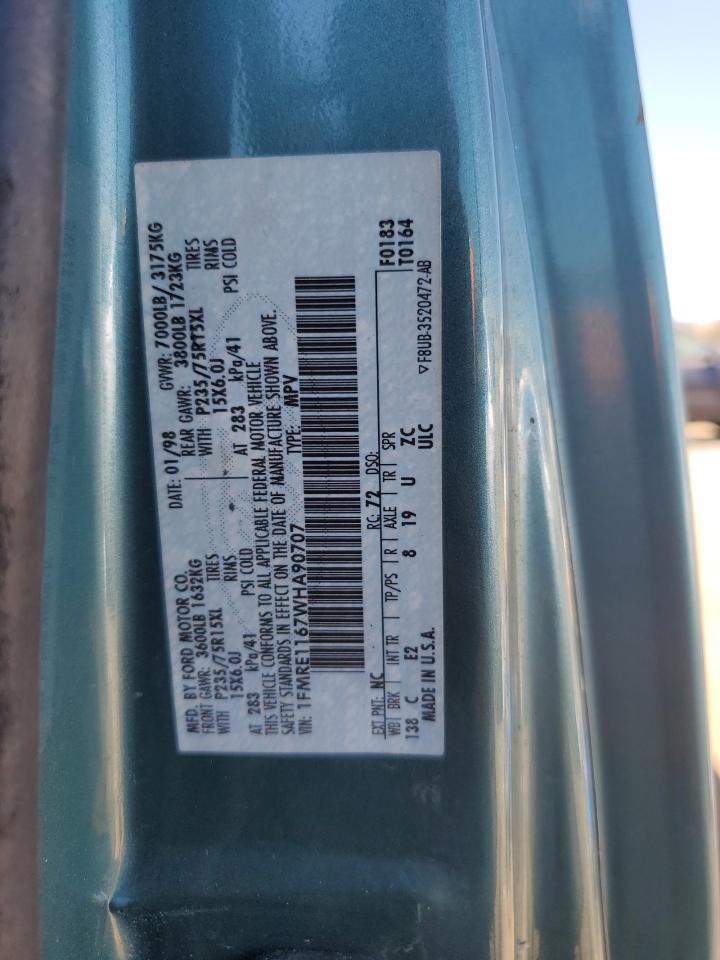 MFD. BY FORD MOTOR CO.
DATE: 01/98 GVWR: 7000LB/ 3175KG
FRONT GAWR: 3600LB 1632KG REAR GAWR: 3800LB 1723KG
WITH P235/75R15XL TIRES WITH P235/75R15XL TIRES
15X6.0J RIMS 15X6.0J RIMS
AT 283 kPa/41 PSI COLD AT 283 kPa/41 PSI COLD
THIS VEHICLE CONFORMS TO ALL APPLICABLE FEDERAL MOTOR VEHICLE
SAFETY STANDARDS IN EFFECT ON THE DATE OF MANUFACTURE SHOWN ABOVE.
VIN: 1FMRE1167WHA90707 TYPE: MPV
EXT PNT: NC RC: 72 DSO: F0183
WB BRK INT TR TP/PS R AXLE TR SPR T0164
138 C E2 8 19 U ZC
MADE IN U.S.A. ULC
▽F8UB-3520472-AB